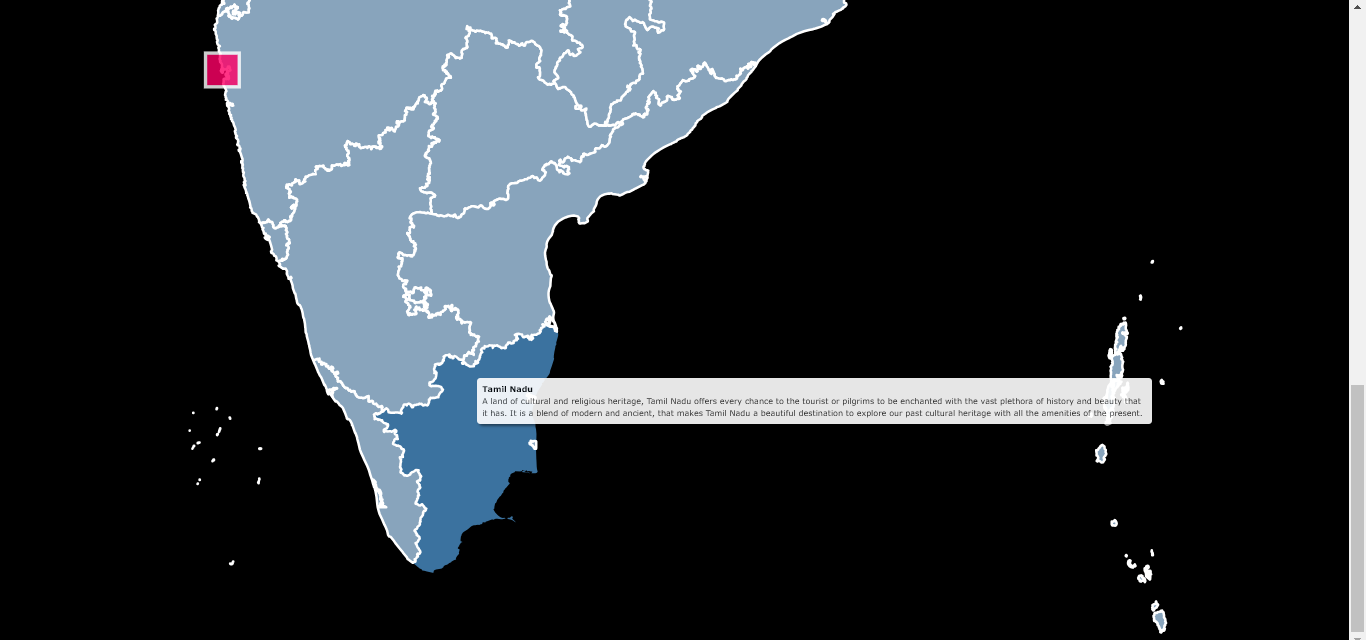 Tamil Nadu
A land of cultural and religious heritage, Tamil Nadu offers every chance to the tourist or pilgrims to be enchanted with the vast plethora of history and beauty that
it has. It is a blend of modern and ancient, that makes Tamil Nadu a beautiful destination to explore our past cultural heritage with all the amenities of the present.